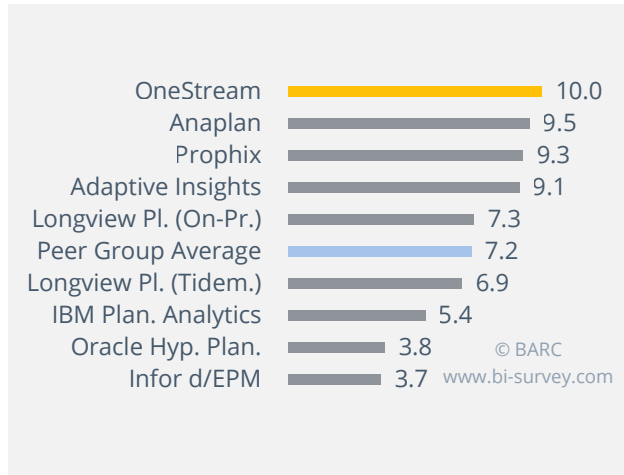 OneStream 10.0
Anaplan 9.5
Prophix 9.3
Adaptive Insights 9.1
Longview Pl. (On-Pr.) 7.3
Peer Group Average 7.2
Longview Pl. (Tidem.) 6.9
IBM Plan. Analytics 5.4
Oracle Hyp. Plan. 3.8 © BARC
Infor d/EPM 3.7 www.bi-survey.com